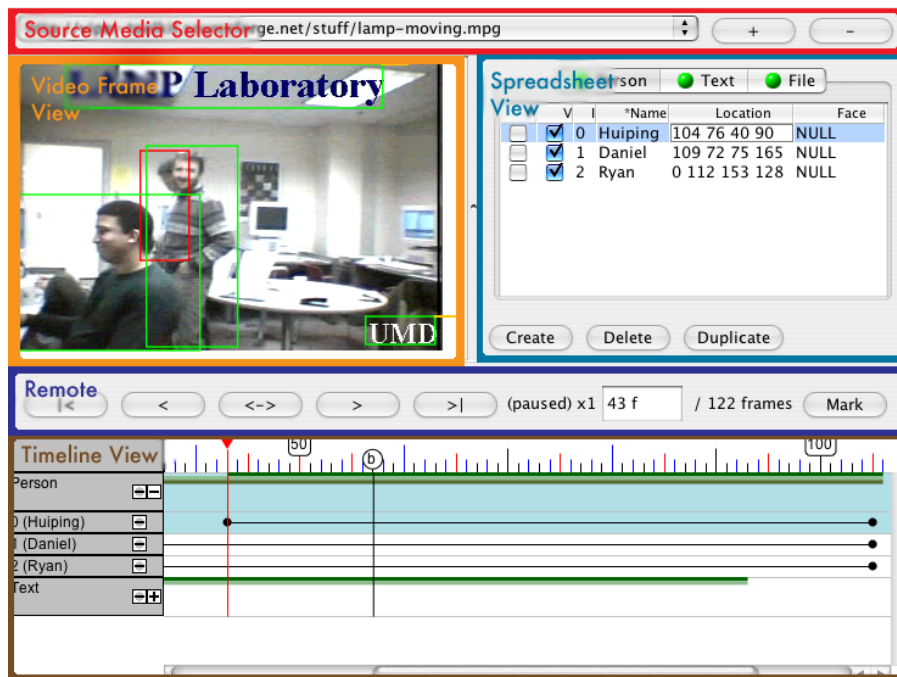 Source Media Selector ge.net/stuff/lamp-moving.mpg
+
-
Video Frame View
P Laboratory
UMD
Spreadsheet View
rson
Text
File
V I *Name Location Face
0 Huiping 104 76 40 90 NULL
1 Daniel 109 72 75 165 NULL
2 Ryan 0 112 153 128 NULL
Create
Delete
Duplicate
Remote
|< < <-> > >| (paused) x1 43 f / 122 frames Mark
Timeline View
50
100
b
Person
0 (Huiping)
1 (Daniel)
2 (Ryan)
Text